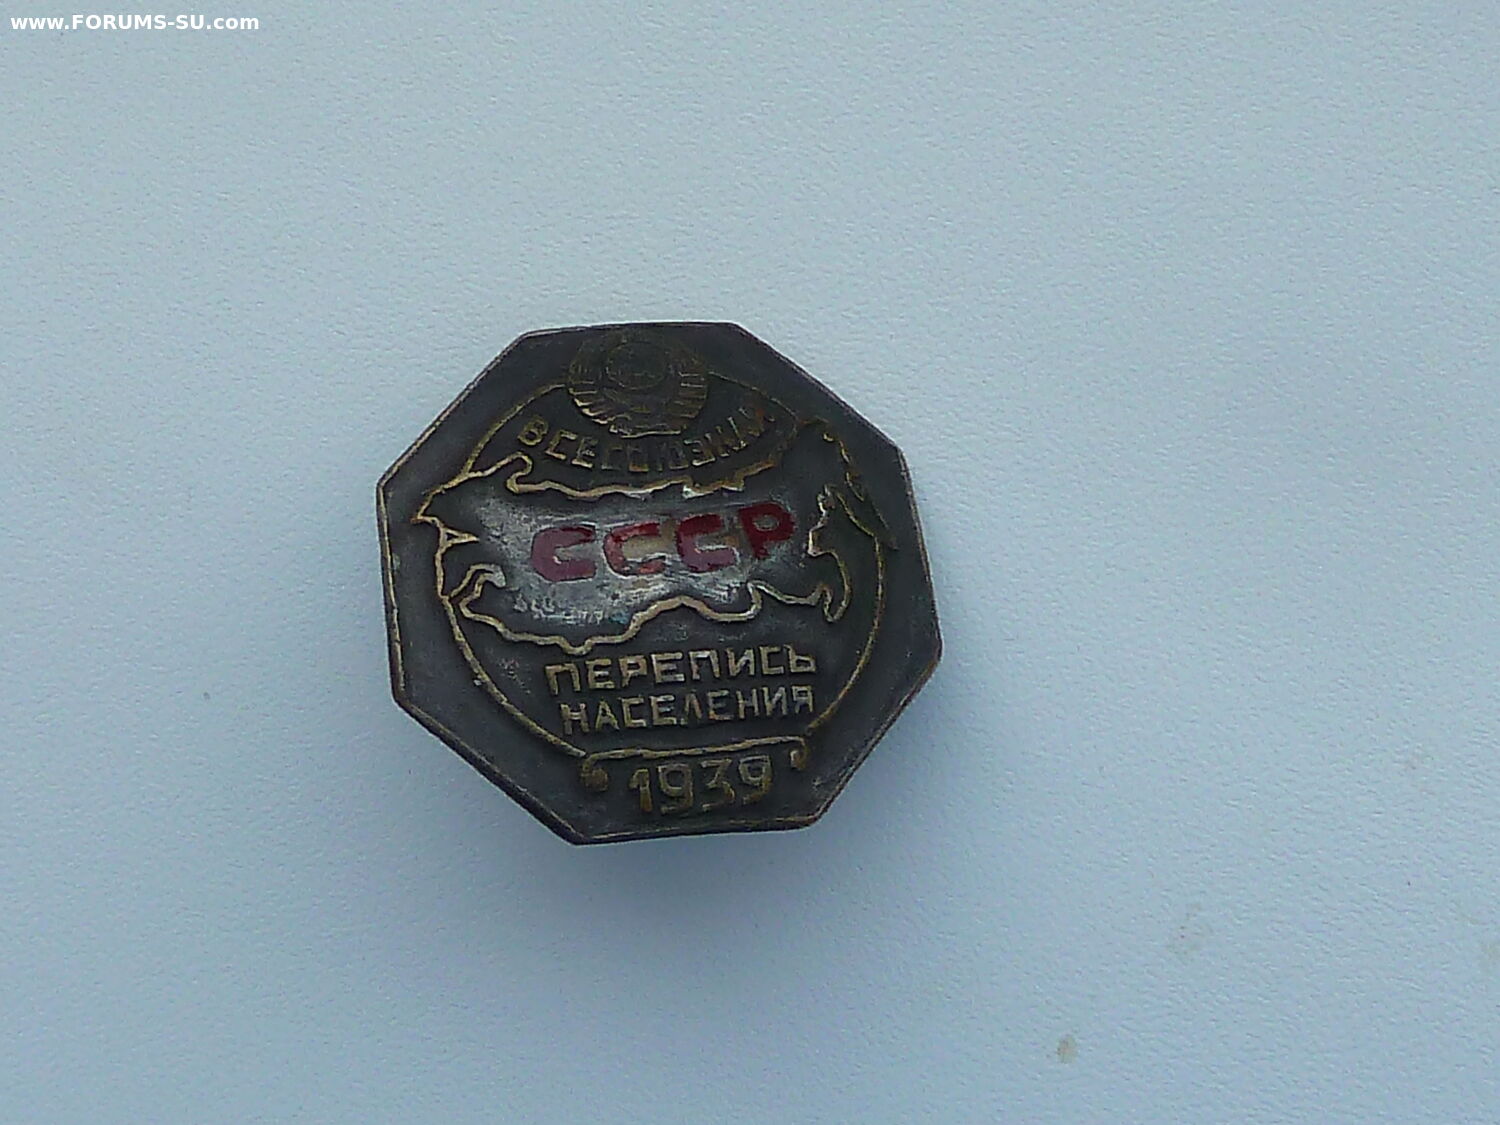 www.FORUMS-SU.com
ВСЕСОЮЗНАЯ
СССР
ПЕРЕПИСЬ
НАСЕЛЕНИЯ
1939